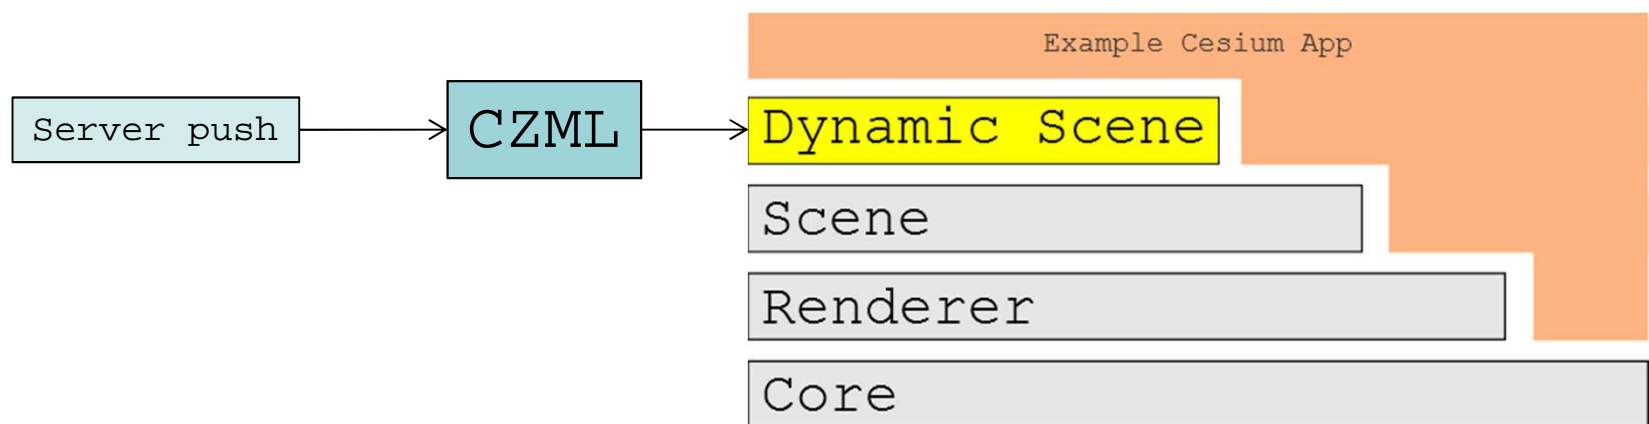 Example Cesium App
Server push
CZML
Dynamic Scene
Scene
Renderer
Core